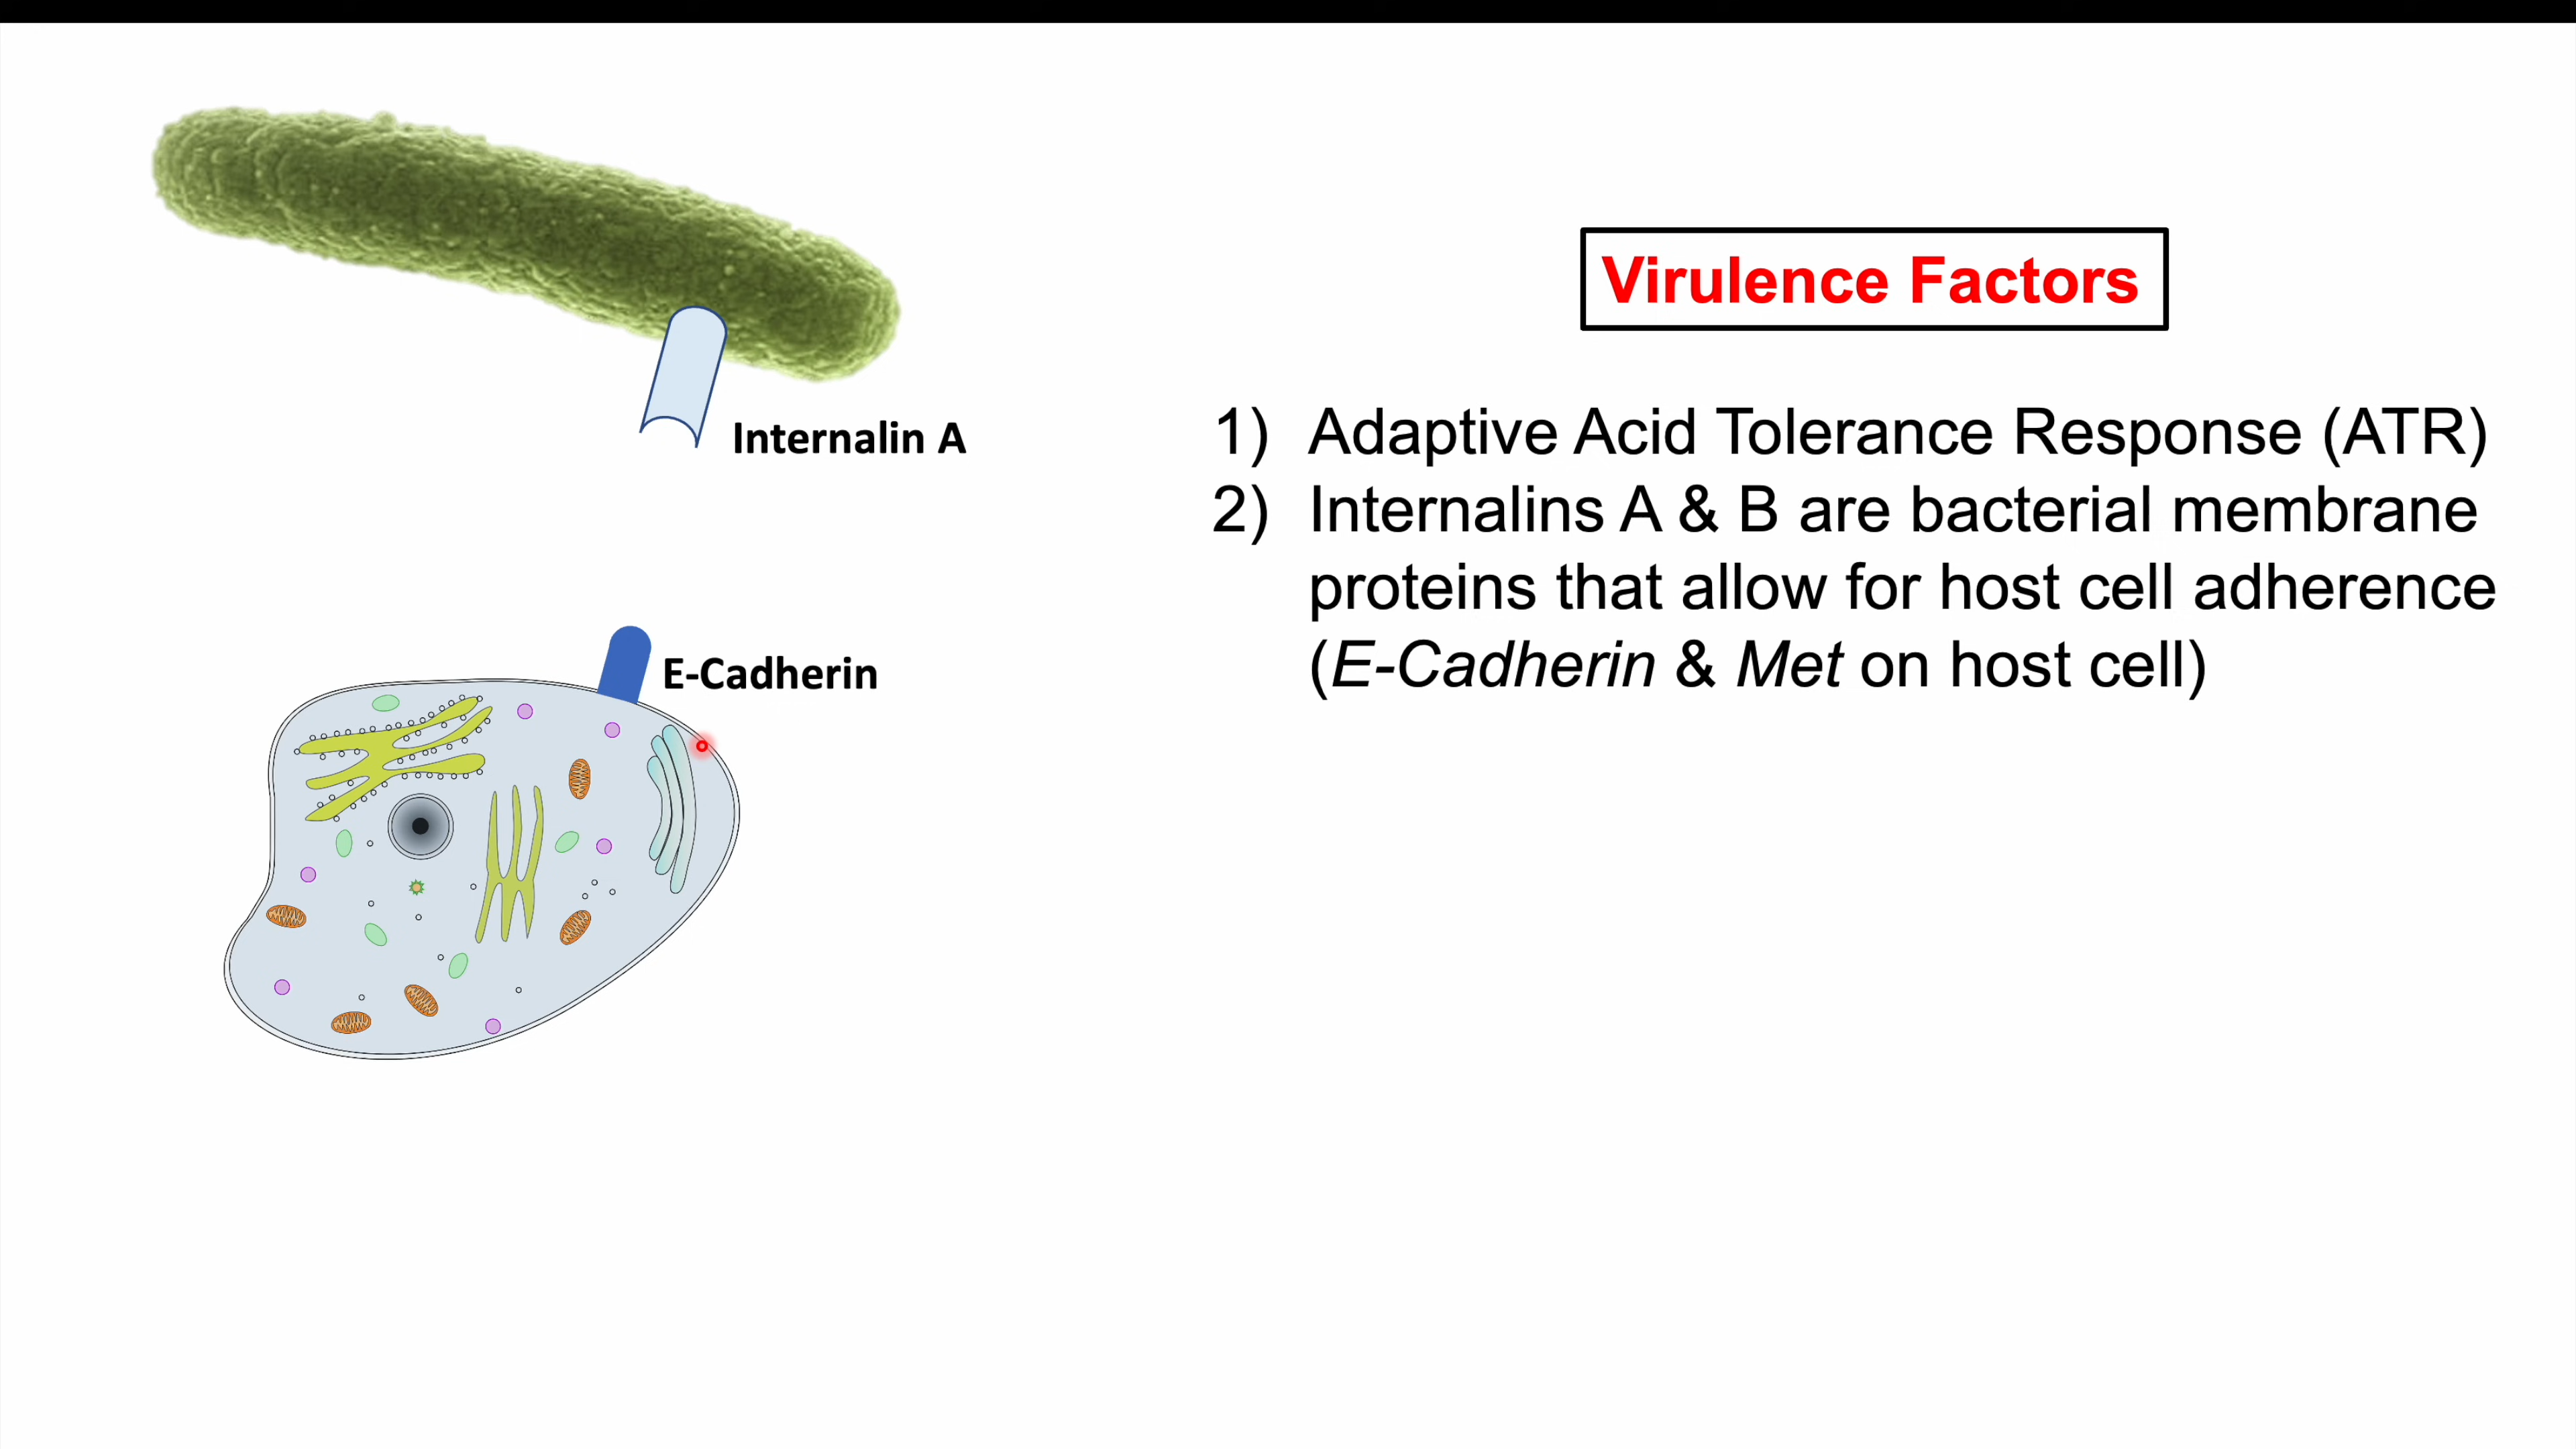 Virulence Factors
Internalin A
E-Cadherin
1) Adaptive Acid Tolerance Response (ATR)
2) Internalins A & B are bacterial membrane
proteins that allow for host cell adherence
(E-Cadherin & Met on host cell)